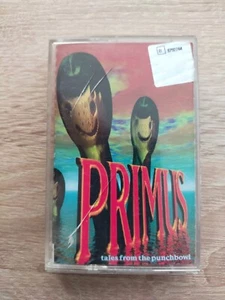 PRIMUS
tales from the punchbowl